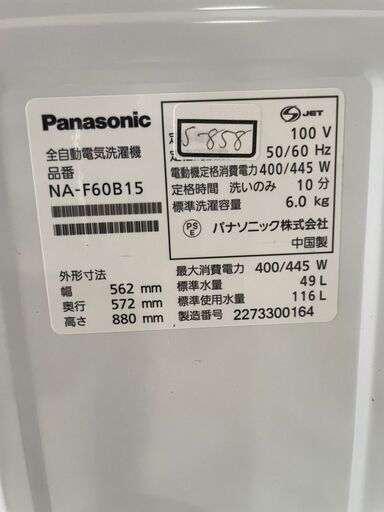 Panasonic
S-858
S JET
100 V
全自動電気洗濯機
50/60 Hz
品番
NA-F60B15
電動機定格消費電力 400/445 W
定格時間 洗いのみ 10 分
標準洗濯容量 6.0 kg
PS E パナソニック株式会社
中国製
外形寸法
幅 562 mm
奥行 572 mm
高さ 880 mm
最大消費電力 400/445 W
標準水量 49 L
標準使用水量 116 L
製造番号 2273300164